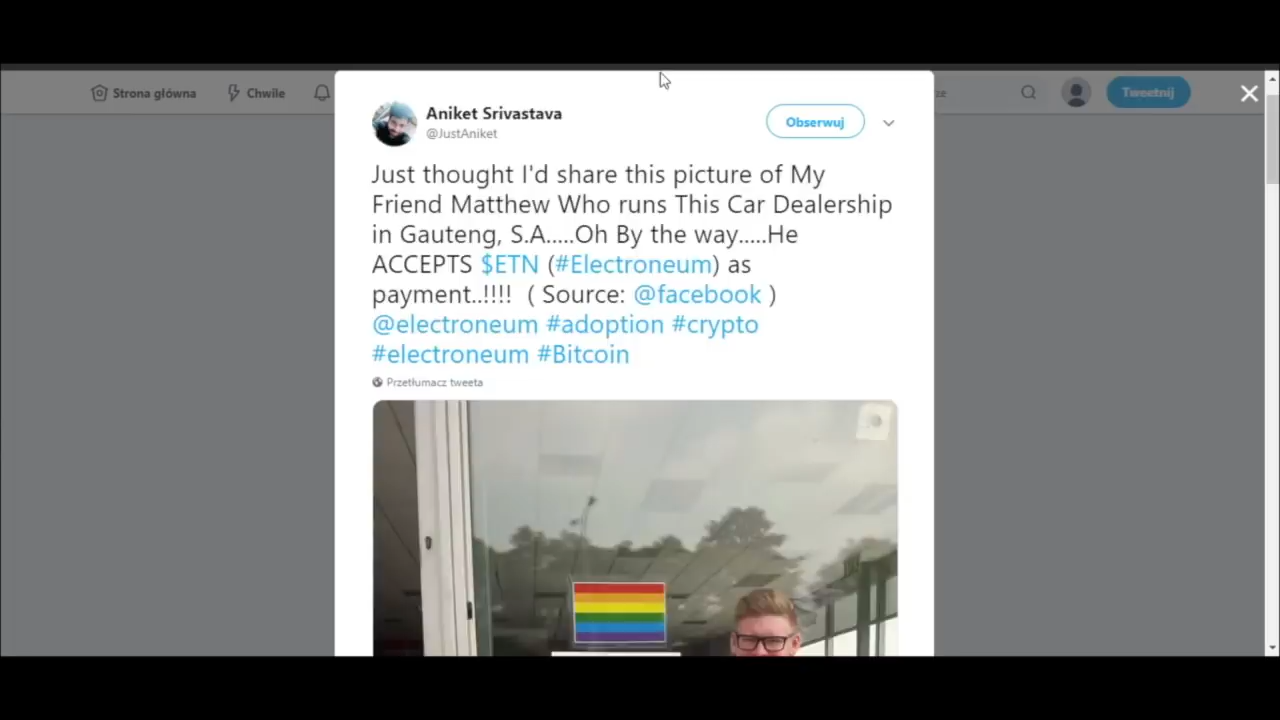 Strona główna
Chwile
ze
Tweetnij
Aniket Srivastava
@JustAniket
Obserwuj
Just thought I'd share this picture of My
Friend Matthew Who runs This Car Dealership
in Gauteng, S.A.....Oh By the way.....He
ACCEPTS $ETN (#Electroneum) as
payment..!!!! ( Source: @facebook )
@electroneum #adoption #crypto
#electroneum #Bitcoin
Przetłumacz tweeta